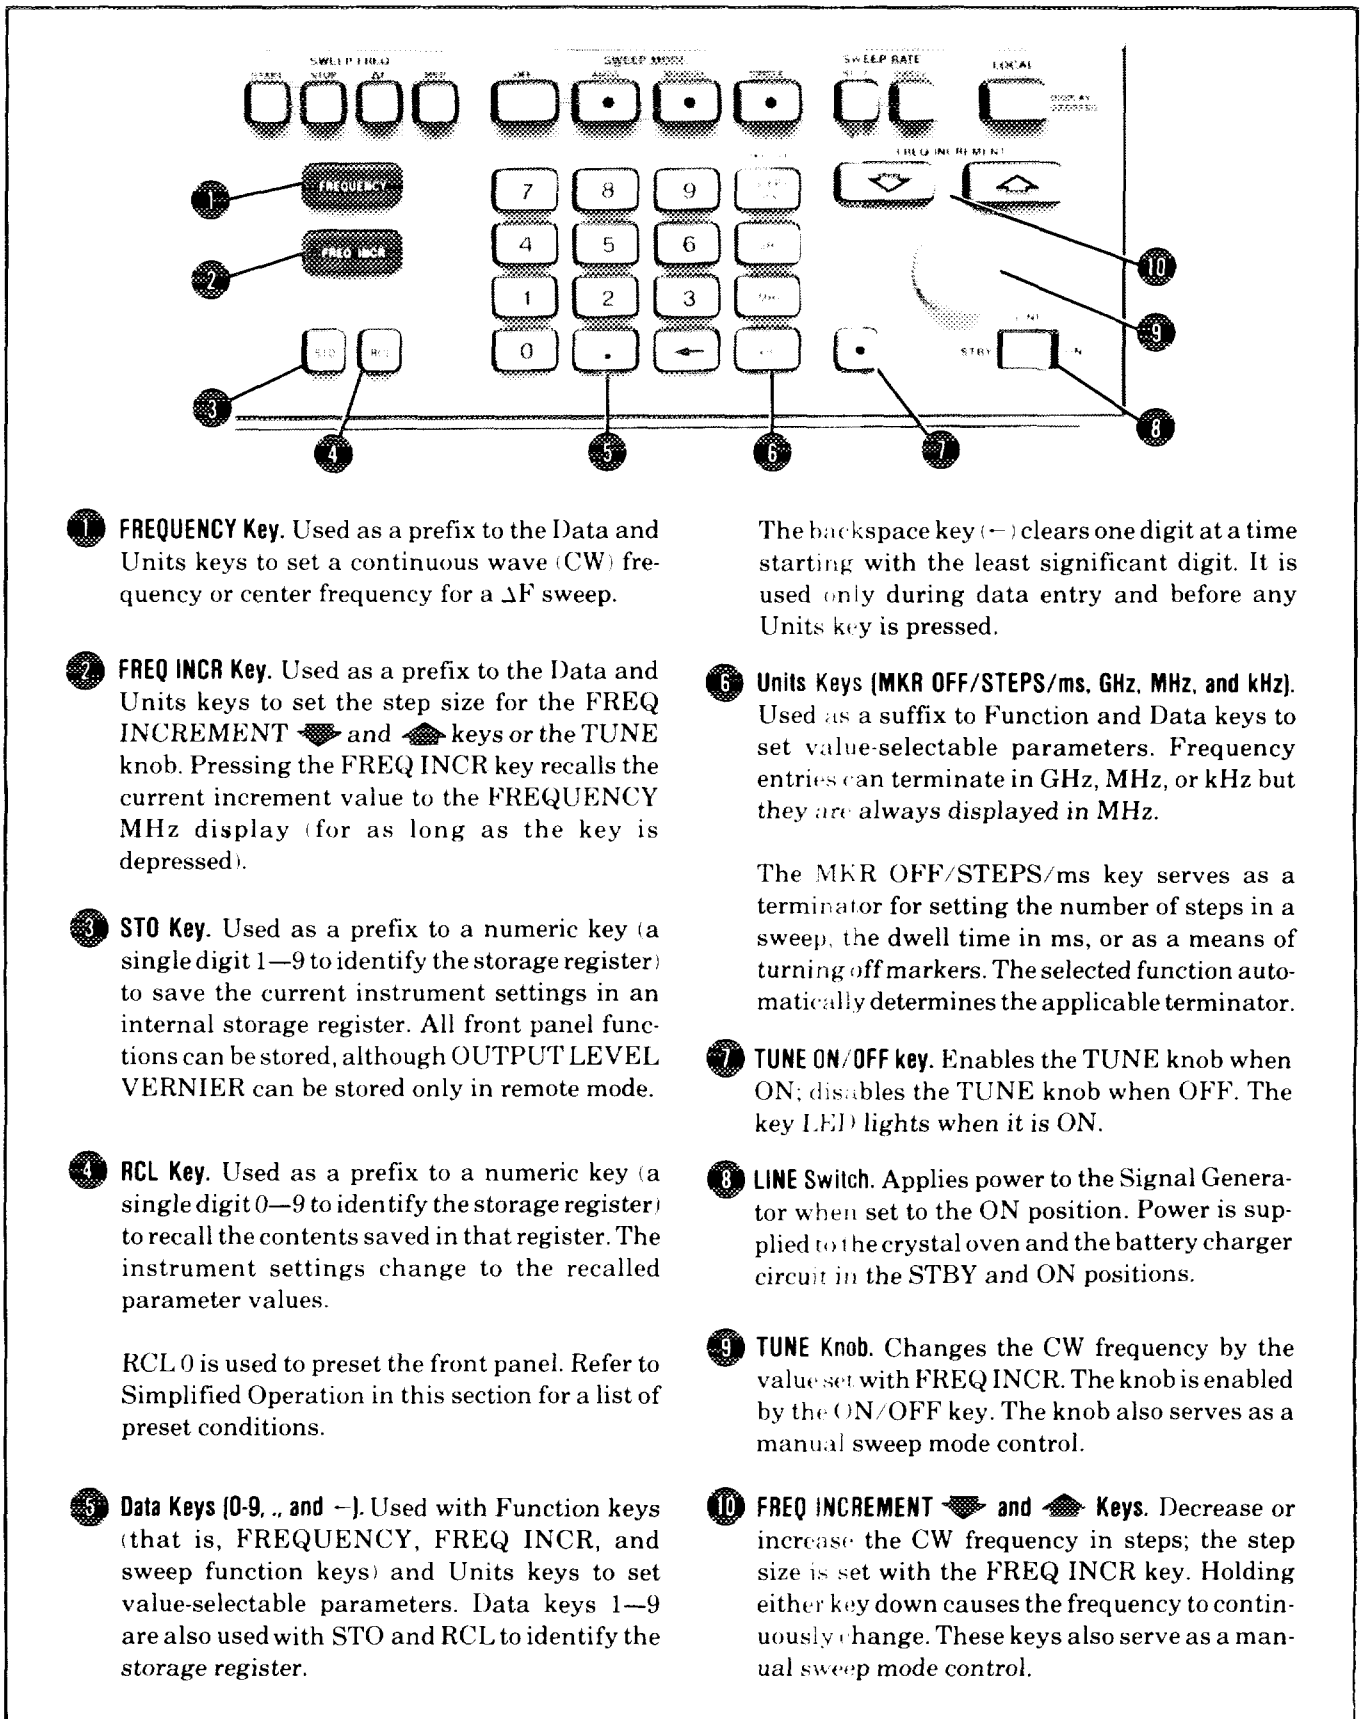 SWEEP FREQ
SWEEP MODE
SWEEP RATE
LOCAL
START
STOP
ΔF
FREQ INCREMENT
FREQUENCY
7
8
9
4
5
6
FREQ INCR
1
2
3
STO
RCL
0
.
←
STBY
1
2
3
4
5
6
7
8
9
10
1 FREQUENCY Key. Used as a prefix to the Data and
Units keys to set a continuous wave (CW) fre-
quency or center frequency for a ΔF sweep.
2 FREQ INCR Key. Used as a prefix to the Data and
Units keys to set the step size for the FREQ
INCREMENT and keys or the TUNE
knob. Pressing the FREQ INCR key recalls the
current increment value to the FREQUENCY
MHz display (for as long as the key is
depressed).
3 STO Key. Used as a prefix to a numeric key (a
single digit 1—9 to identify the storage register)
to save the current instrument settings in an
internal storage register. All front panel func-
tions can be stored, although OUTPUT LEVEL
VERNIER can be stored only in remote mode.
4 RCL Key. Used as a prefix to a numeric key (a
single digit 0—9 to identify the storage register)
to recall the contents saved in that register. The
instrument settings change to the recalled
parameter values.
RCL 0 is used to preset the front panel. Refer to
Simplified Operation in this section for a list of
preset conditions.
5 Data Keys (0-9, ., and ←). Used with Function keys
(that is, FREQUENCY, FREQ INCR, and
sweep function keys) and Units keys to set
value-selectable parameters. Data keys 1—9
are also used with STO and RCL to identify the
storage register.
The backspace key (←) clears one digit at a time
starting with the least significant digit. It is
used only during data entry and before any
Units key is pressed.
6 Units Keys (MKR OFF/STEPS/ms, GHz, MHz, and kHz).
Used as a suffix to Function and Data keys to
set value-selectable parameters. Frequency
entries can terminate in GHz, MHz, or kHz but
they are always displayed in MHz.
The MKR OFF/STEPS/ms key serves as a
terminator for setting the number of steps in a
sweep, the dwell time in ms, or as a means of
turning off markers. The selected function auto-
matically determines the applicable terminator.
7 TUNE ON/OFF key. Enables the TUNE knob when
ON; disables the TUNE knob when OFF. The
key LED lights when it is ON.
8 LINE Switch. Applies power to the Signal Genera-
tor when set to the ON position. Power is sup-
plied to the crystal oven and the battery charger
circuit in the STBY and ON positions.
9 TUNE Knob. Changes the CW frequency by the
value set with FREQ INCR. The knob is enabled
by the ON/OFF key. The knob also serves as a
manual sweep mode control.
10 FREQ INCREMENT and Keys. Decrease or
increase the CW frequency in steps; the step
size is set with the FREQ INCR key. Holding
either key down causes the frequency to contin-
uously change. These keys also serve as a man-
ual sweep mode control.